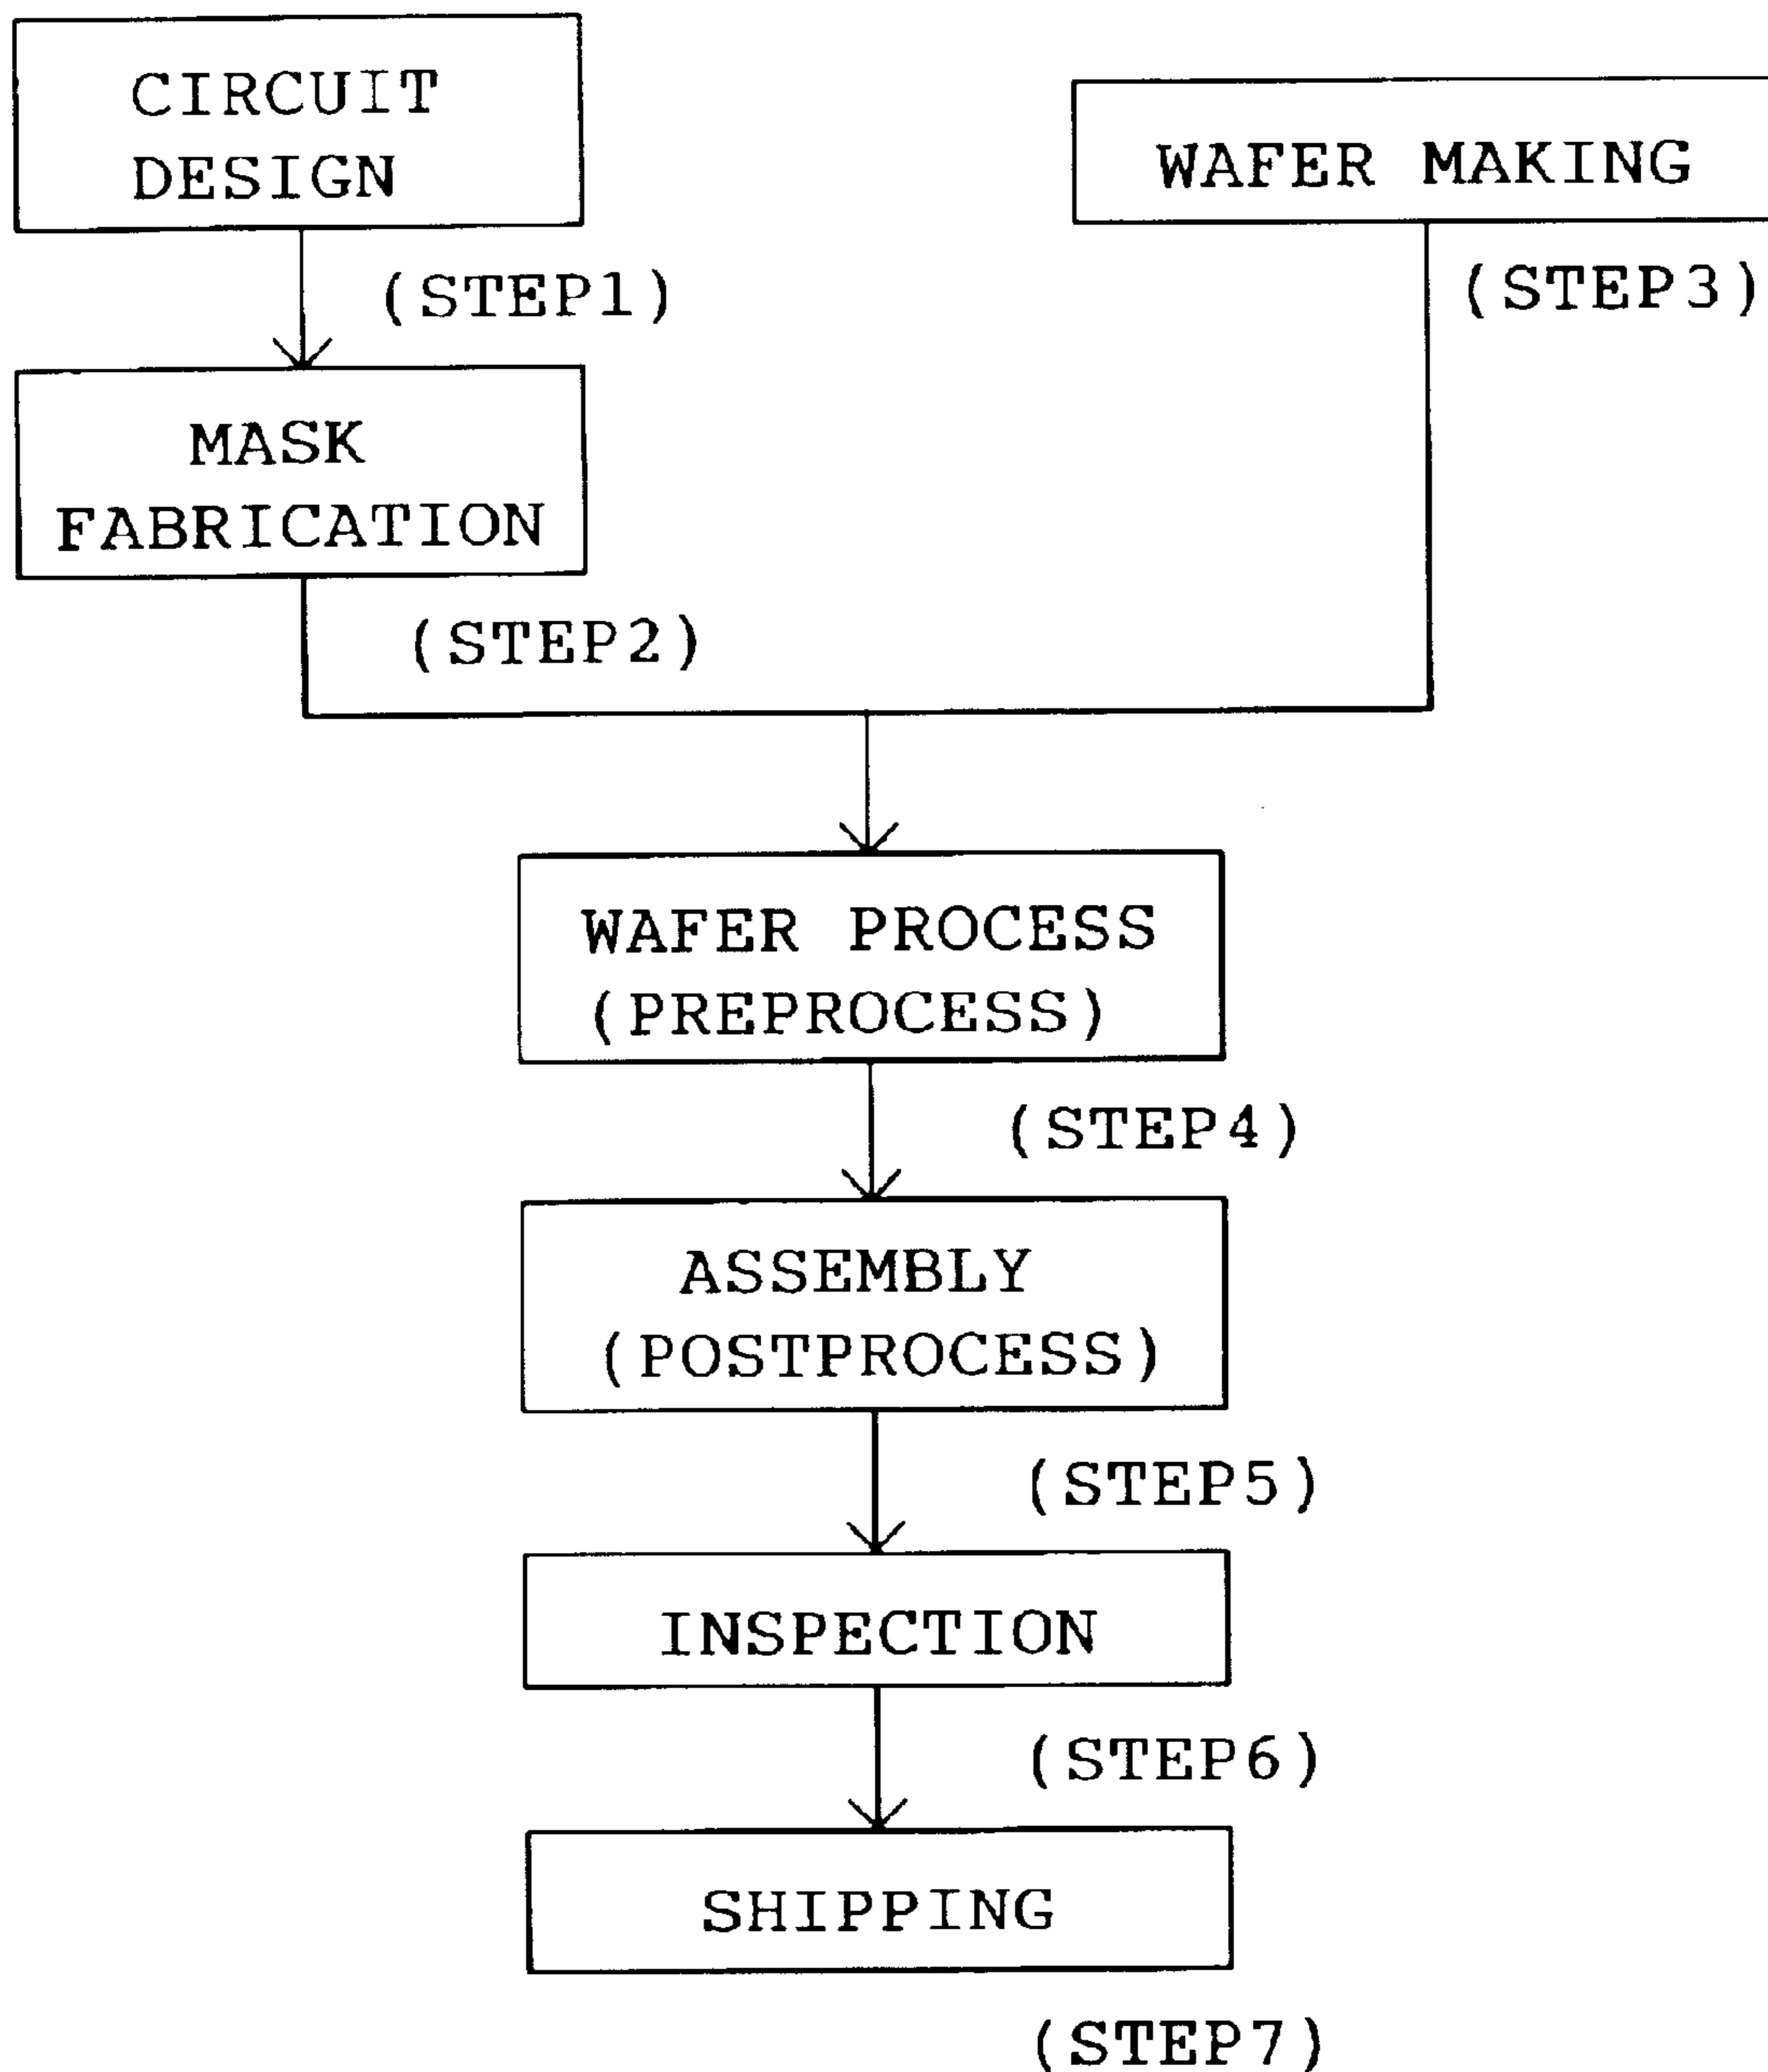 CIRCUIT
DESIGN
(STEP1)
MASK
FABRICATION
(STEP2)
WAFER MAKING
(STEP3)
WAFER PROCESS
(PREPROCESS)
(STEP4)
ASSEMBLY
(POSTPROCESS)
(STEP5)
INSPECTION
(STEP6)
SHIPPING
(STEP7)